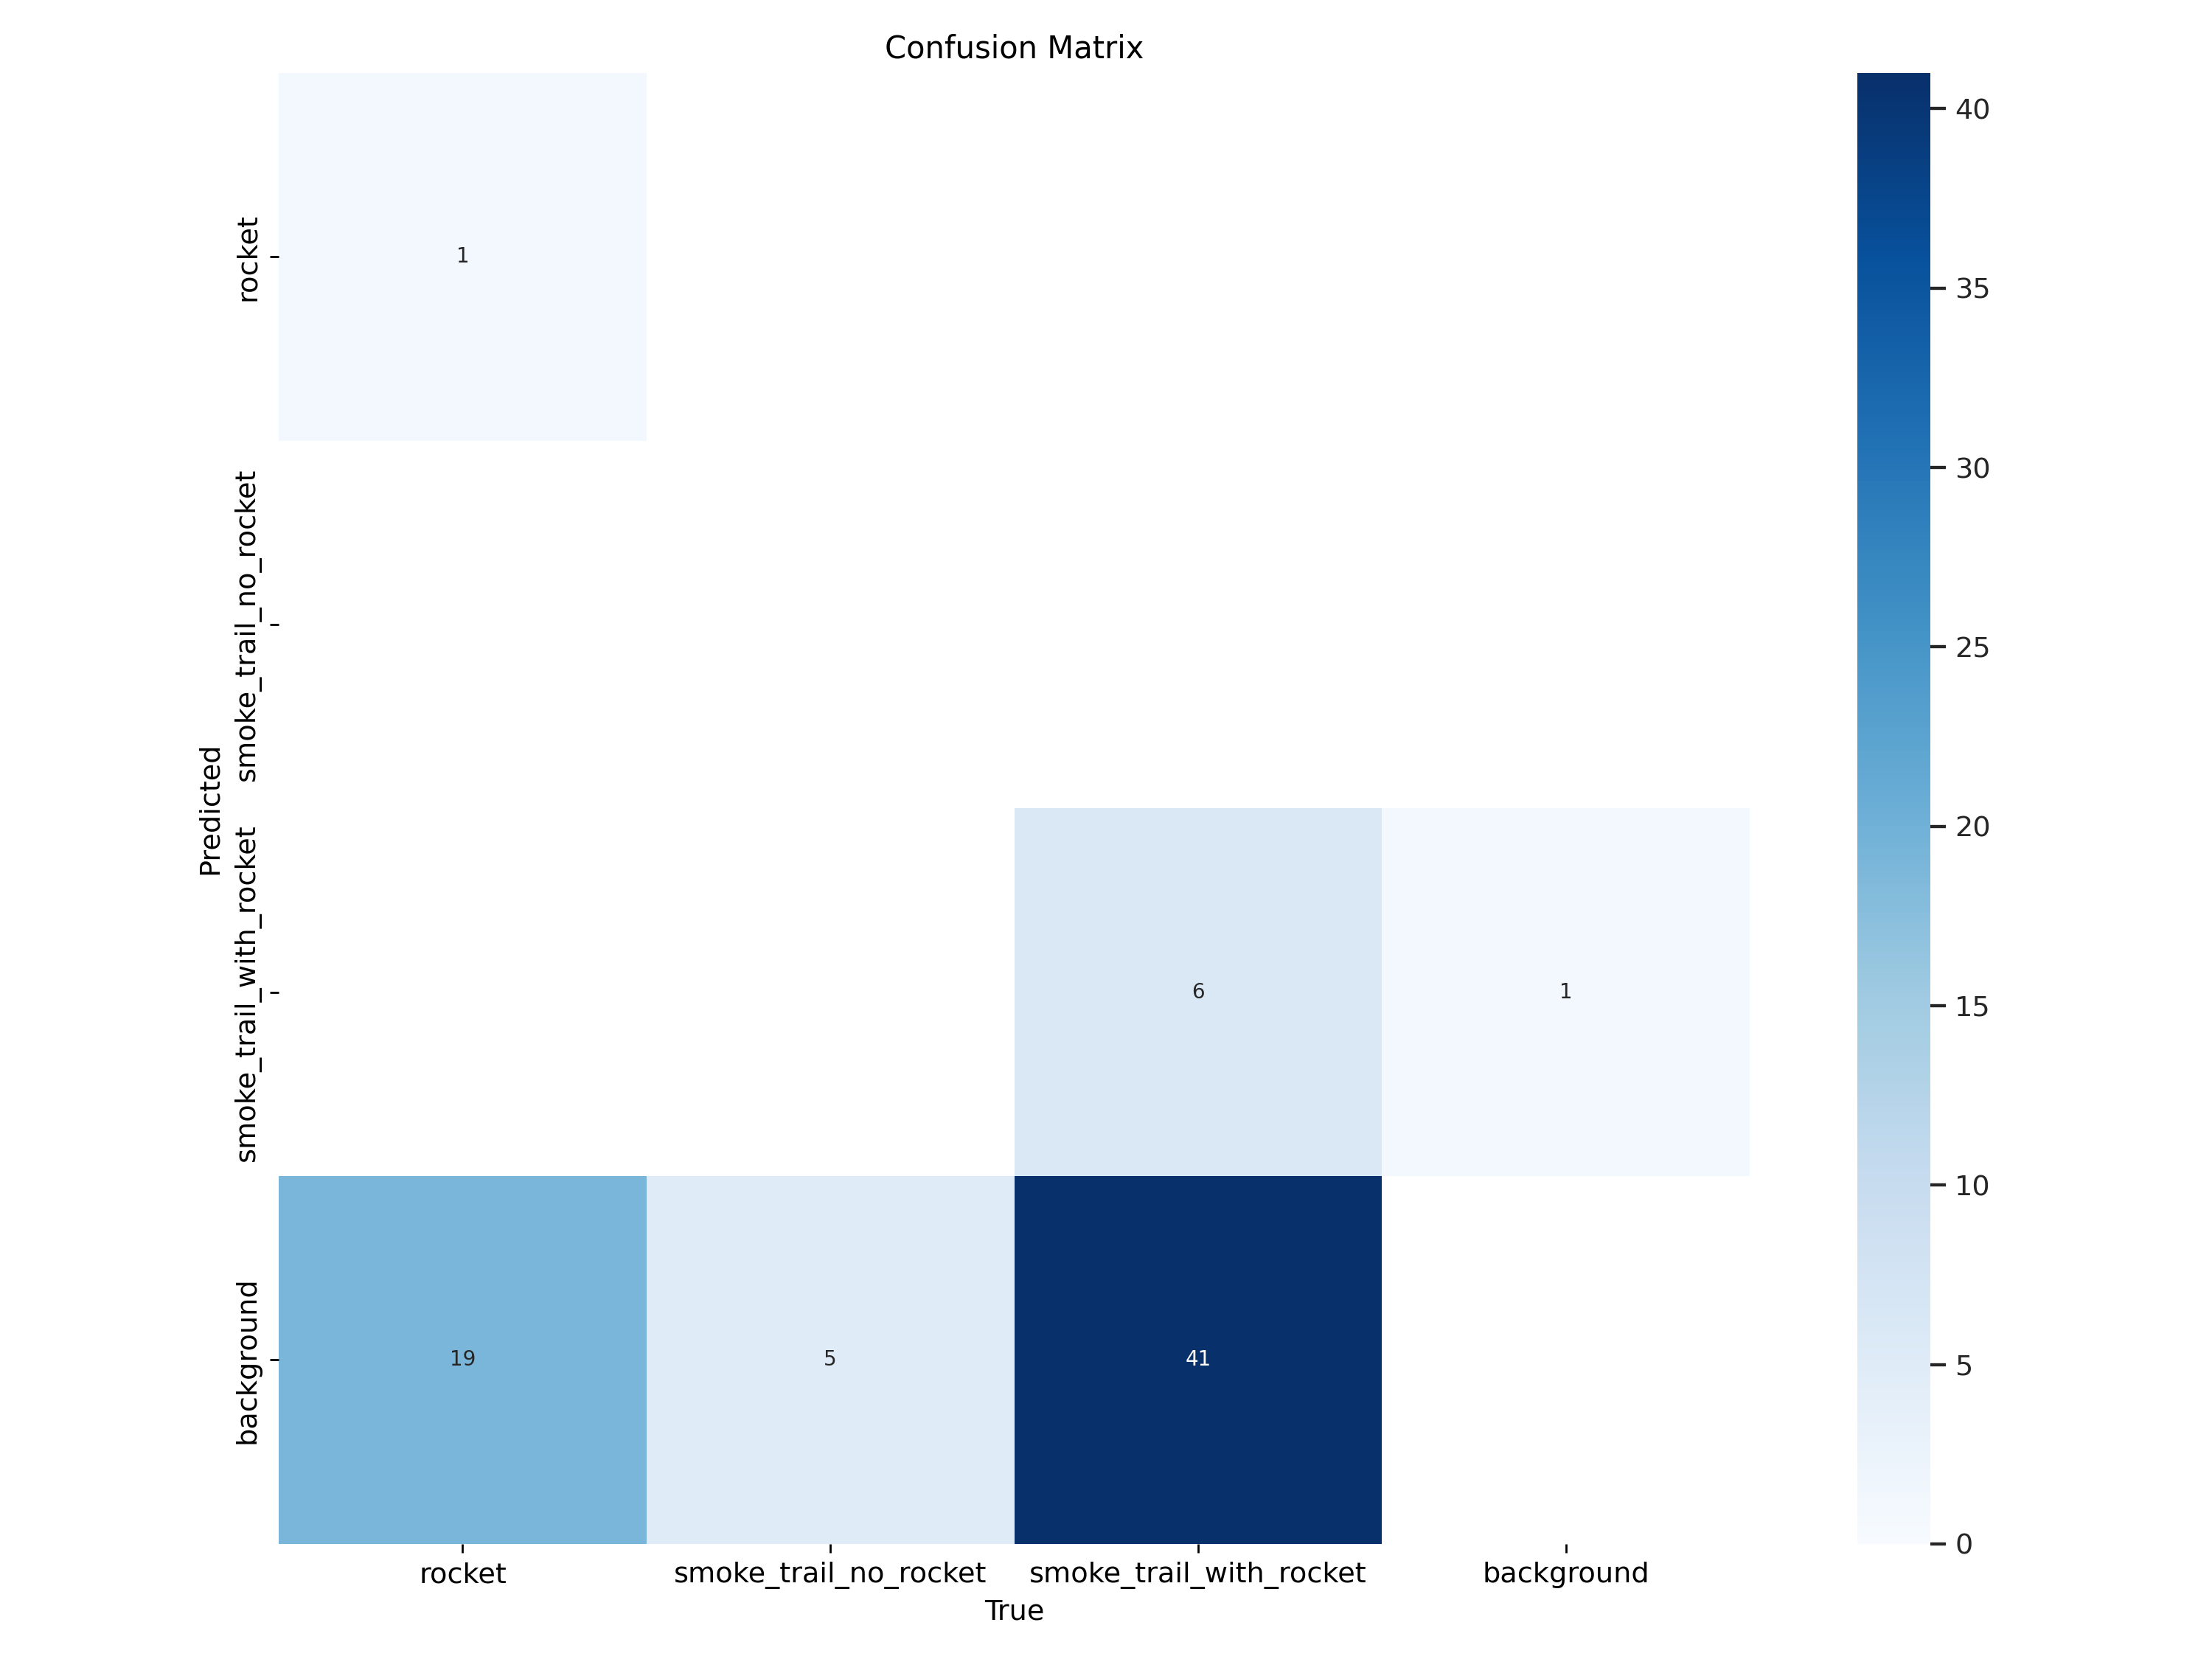 Confusion Matrix
Predicted
rocket
smoke_trail_no_rocket
smoke_trail_with_rocket
background
1
6
1
19
5
41
rocket
smoke_trail_no_rocket
smoke_trail_with_rocket
background
True
40
35
30
25
20
15
10
5
0